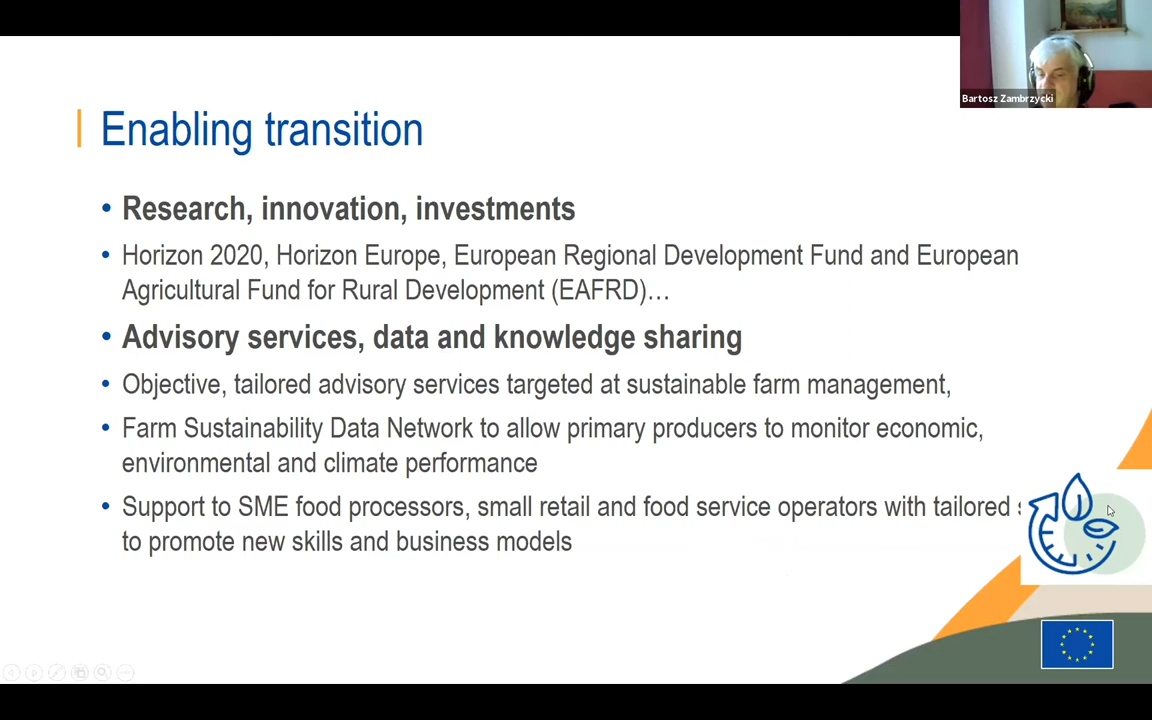 Bartosz Zambrzycki
Enabling transition
• Research, innovation, investments
• Horizon 2020, Horizon Europe, European Regional Development Fund and European
Agricultural Fund for Rural Development (EAFRD)…
• Advisory services, data and knowledge sharing
• Objective, tailored advisory services targeted at sustainable farm management,
• Farm Sustainability Data Network to allow primary producers to monitor economic,
environmental and climate performance
• Support to SME food processors, small retail and food service operators with tailored
to promote new skills and business models